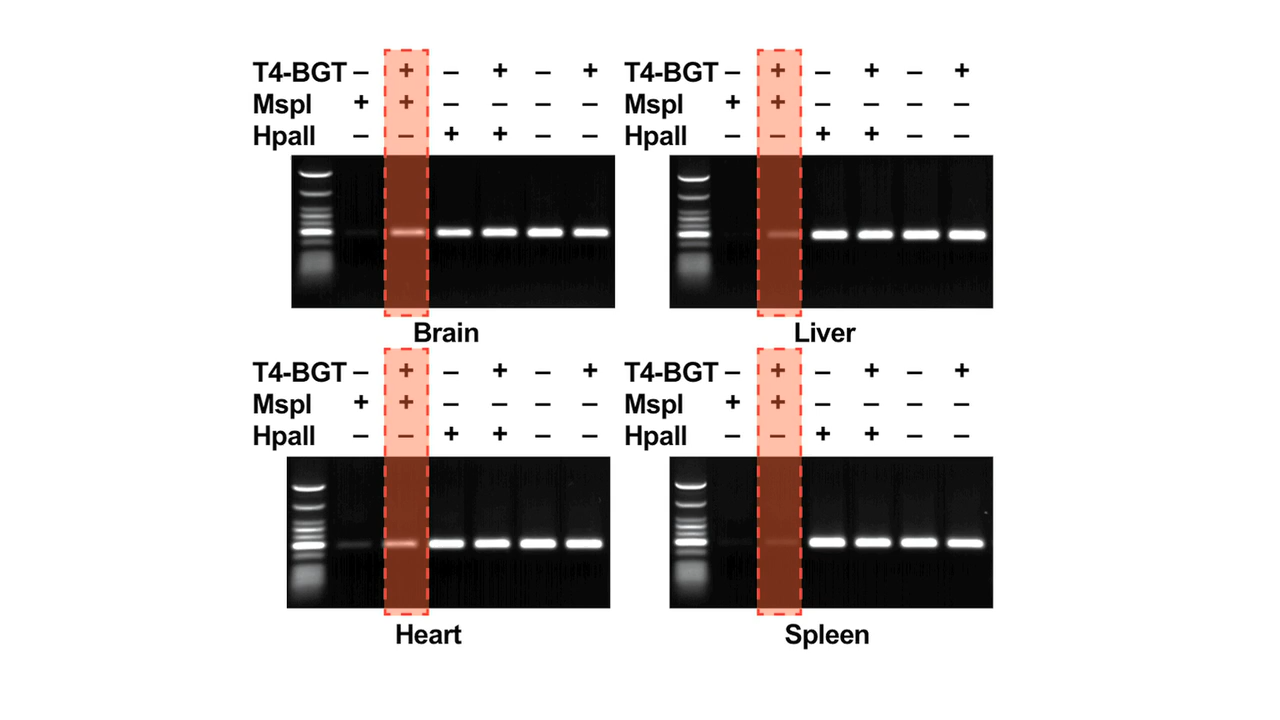 T4-BGT – + – + – +
MspI + + – – – –
HpaII – – + + – –
Brain
T4-BGT – + – + – +
MspI + + – – – –
HpaII – – + + – –
Liver
T4-BGT – + – + – +
MspI + + – – – –
HpaII – – + + – –
Heart
T4-BGT – + – + – +
MspI + + – – – –
HpaII – – + + – –
Spleen